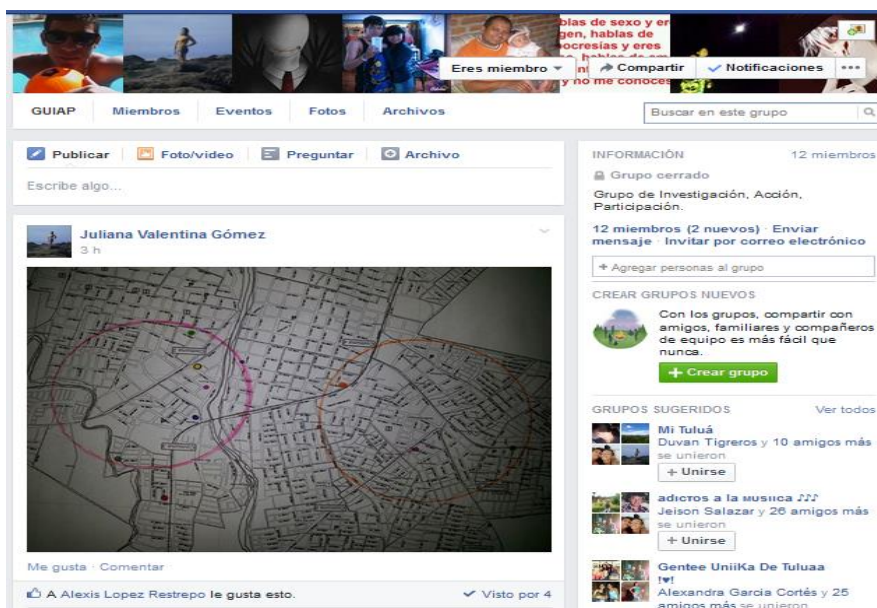 blas de sexo y er
gen, hablas de
ocresias y eres
y no me conoces
Eres miembro
Compartir
Notificaciones
GUIAP
Miembros
Eventos
Fotos
Archivos
Buscar en este grupo
Publicar
Foto/video
Preguntar
Archivo
Escribe algo...
Juliana Valentina Gómez
3 h
Me gusta · Comentar
A Alexis Lopez Restrepo le gusta esto.
Visto por 4
INFORMACIÓN
12 miembros
Grupo cerrado
Grupo de Investigación, Acción,
Participación.
12 miembros (2 nuevos) · Enviar
mensaje · Invitar por correo electrónico
+ Agregar personas al grupo
CREAR GRUPOS NUEVOS
Con los grupos, compartir con
amigos, familiares y compañeros
de equipo es más fácil que
nunca.
+ Crear grupo
GRUPOS SUGERIDOS
Ver todos
Mi Tuluá
Duvan Tigreros y 10 amigos más
se unieron
+ Unirse
adictos a la musiica ♪♪♪
Jeison Salazar y 26 amigos más
se unieron
+ Unirse
Gentee UniiKa De Tuluaa
!♥!
Alexandra Garcia Cortés y 25
amigos más se unieron